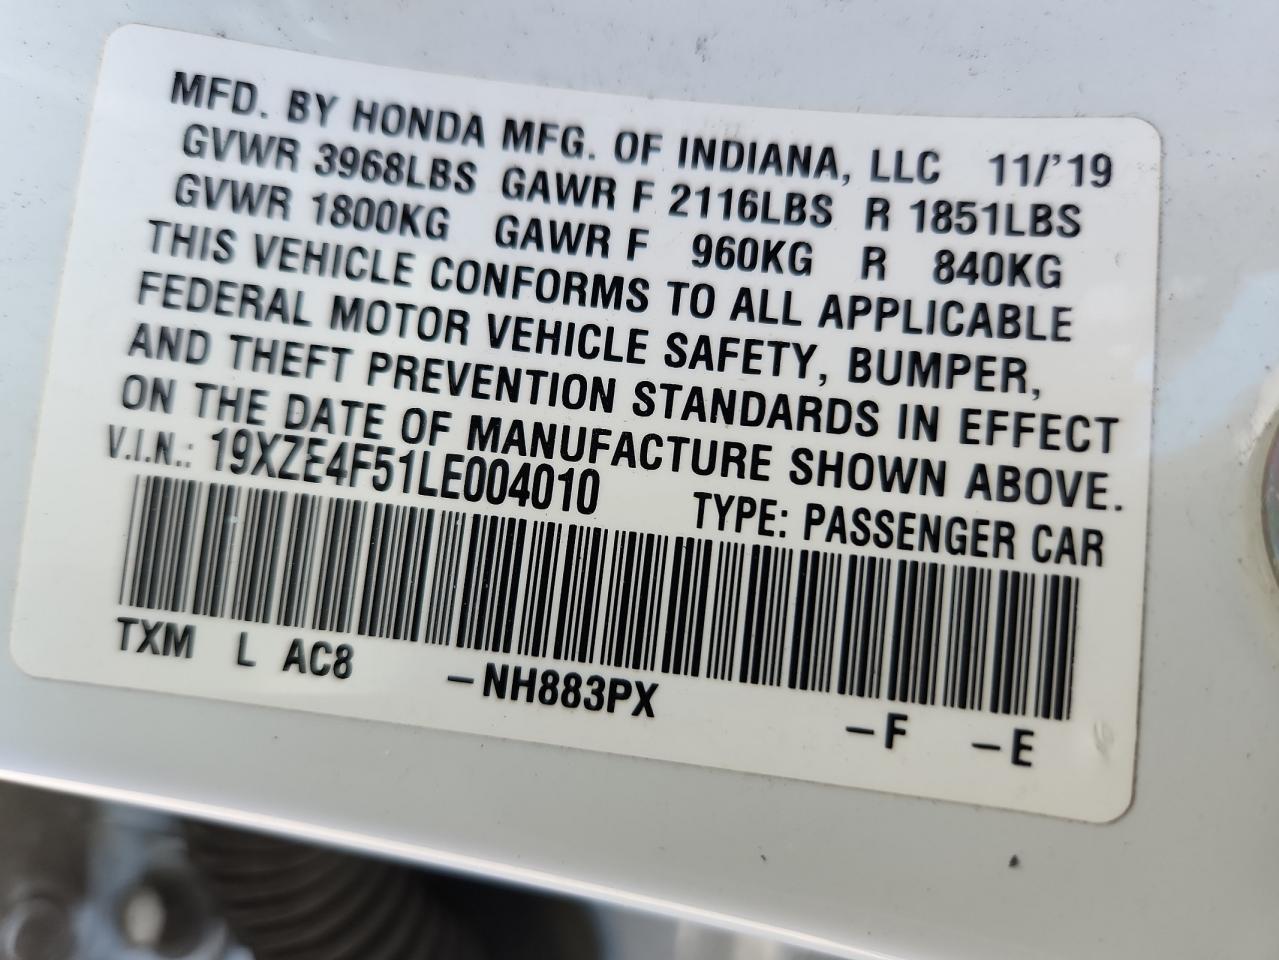 MFD. BY HONDA MFG. OF INDIANA, LLC 11/'19
GVWR 3968LBS GAWR F 2116LBS R 1851LBS
GVWR 1800KG GAWR F 960KG R 840KG
THIS VEHICLE CONFORMS TO ALL APPLICABLE
FEDERAL MOTOR VEHICLE SAFETY, BUMPER,
AND THEFT PREVENTION STANDARDS IN EFFECT
ON THE DATE OF MANUFACTURE SHOWN ABOVE.
V.I.N.: 19XZE4F51LE004010 TYPE: PASSENGER CAR
TXM L AC8 –NH883PX –F –E